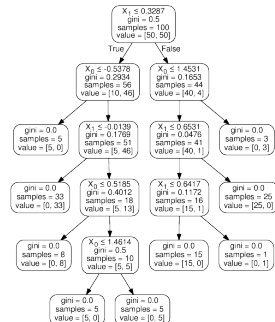 X1 ≤ 0.3287
gini = 0.5
samples = 100
value = [50, 50]
True
False
X0 ≤ -0.5378
gini = 0.2934
samples = 56
value = [10, 46]
X0 ≤ 1.4531
gini = 0.1653
samples = 44
value = [40, 4]
gini = 0.0
samples = 5
value = [5, 0]
X1 ≤ -0.0139
gini = 0.1769
samples = 51
value = [5, 46]
X1 ≤ 0.6531
gini = 0.0476
samples = 41
value = [40, 1]
gini = 0.0
samples = 3
value = [0, 3]
gini = 0.0
samples = 33
value = [0, 33]
X0 ≤ 0.5185
gini = 0.4012
samples = 18
value = [5, 13]
X1 ≤ 0.6417
gini = 0.1172
samples = 16
value = [15, 1]
gini = 0.0
samples = 25
value = [25, 0]
gini = 0.0
samples = 8
value = [0, 8]
X0 ≤ 1.4614
gini = 0.5
samples = 10
value = [5, 5]
gini = 0.0
samples = 15
value = [15, 0]
gini = 0.0
samples = 1
value = [0, 1]
gini = 0.0
samples = 5
value = [5, 0]
gini = 0.0
samples = 5
value = [0, 5]